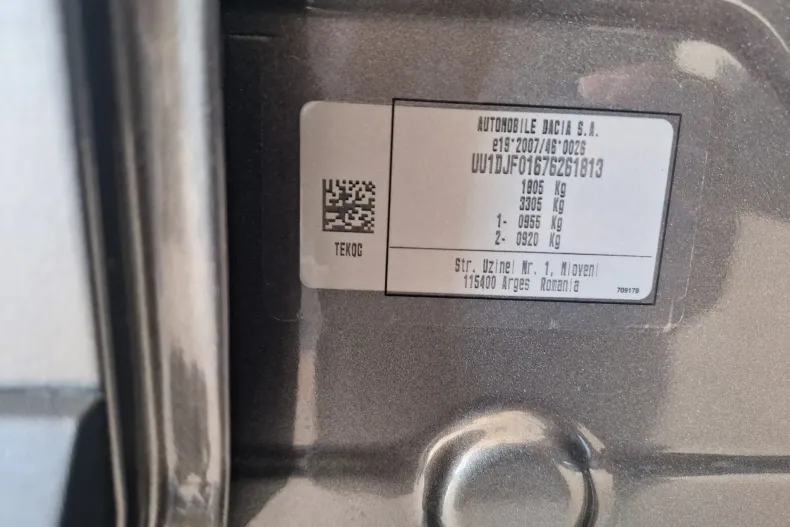 AUTOMOBILE DACIA S.A.
e19*2007/46*0026
UU1DJF01676261813
1805 Kg
3305 Kg
1- 0955 Kg
2- 0920 Kg
TEKQG
Str. Uzinei Nr. 1, Mioveni
115400 Arges Romania
709179